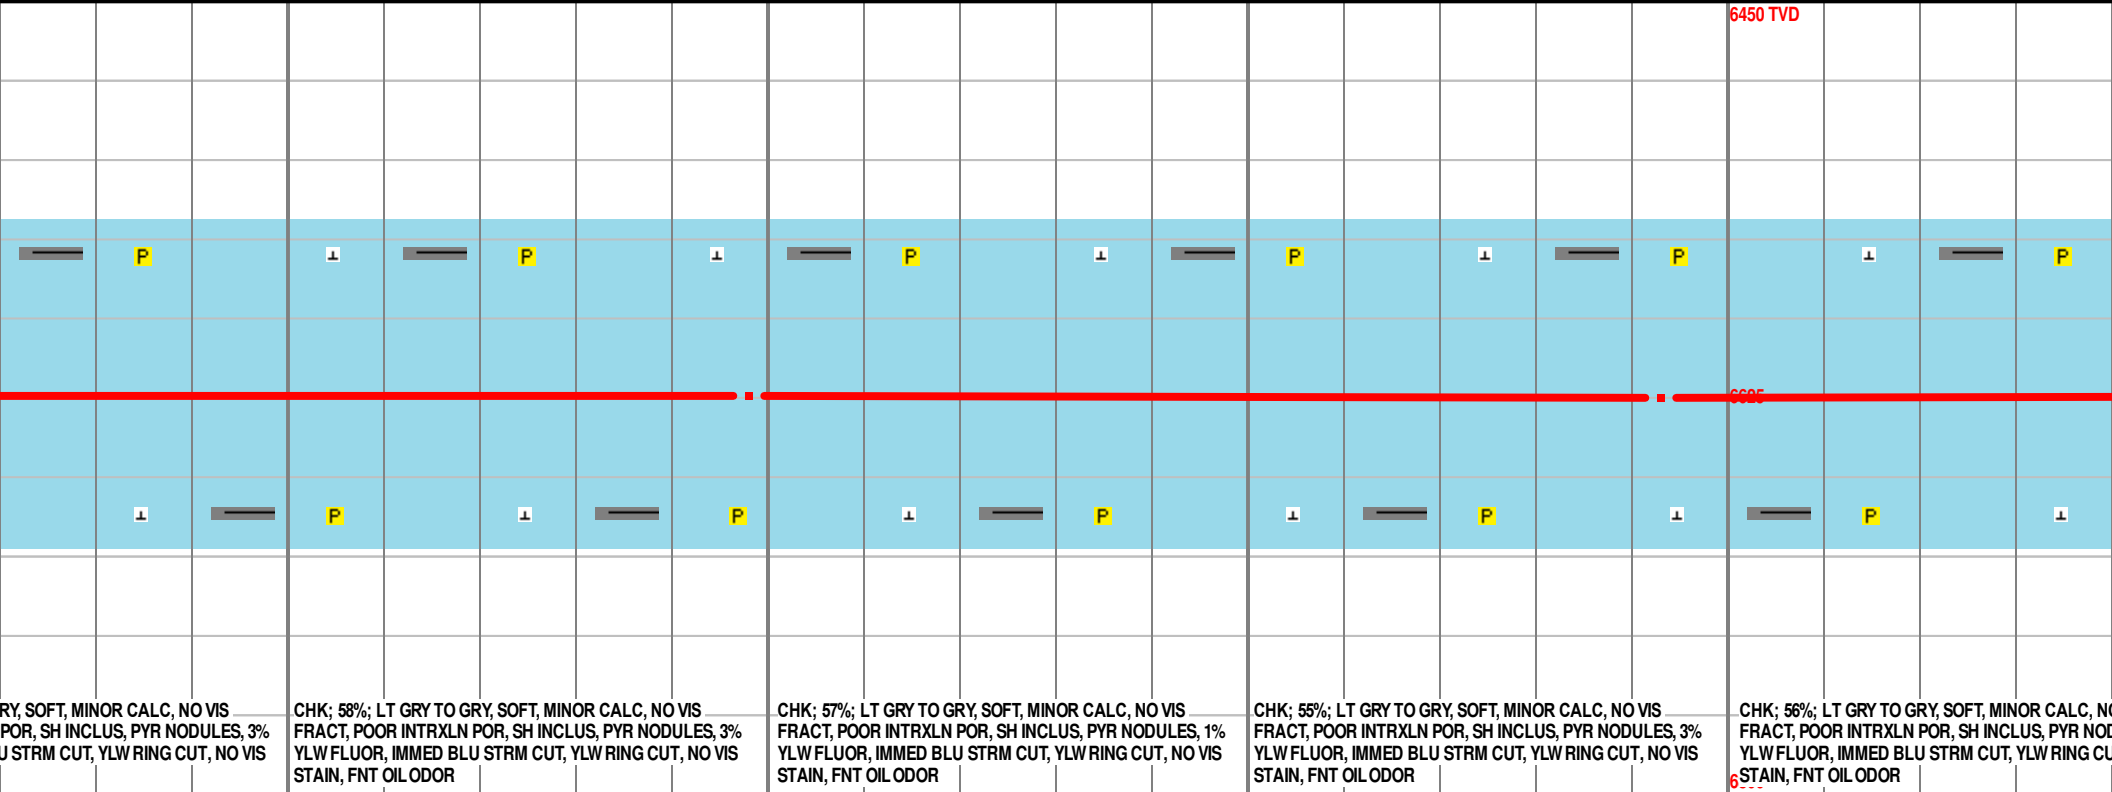 6450 TVD
P P P P P P
6625
P P P P P
RY, SOFT, MINOR CALC, NO VIS
POR, SH INCLUS, PYR NODULES, 3%
U STRM CUT, YLW RING CUT, NO VIS
CHK; 58%; LT GRY TO GRY, SOFT, MINOR CALC, NO VIS
FRACT, POOR INTRXLN POR, SH INCLUS, PYR NODULES, 3%
YLW FLUOR, IMMED BLU STRM CUT, YLW RING CUT, NO VIS
STAIN, FNT OIL ODOR
CHK; 57%; LT GRY TO GRY, SOFT, MINOR CALC, NO VIS
FRACT, POOR INTRXLN POR, SH INCLUS, PYR NODULES, 1%
YLW FLUOR, IMMED BLU STRM CUT, YLW RING CUT, NO VIS
STAIN, FNT OIL ODOR
CHK; 55%; LT GRY TO GRY, SOFT, MINOR CALC, NO VIS
FRACT, POOR INTRXLN POR, SH INCLUS, PYR NODULES, 3%
YLW FLUOR, IMMED BLU STRM CUT, YLW RING CUT, NO VIS
STAIN, FNT OIL ODOR
CHK; 56%; LT GRY TO GRY, SOFT, MINOR CALC, NO
FRACT, POOR INTRXLN POR, SH INCLUS, PYR NOD
YLW FLUOR, IMMED BLU STRM CUT, YLW RING CU
STAIN, FNT OIL ODOR